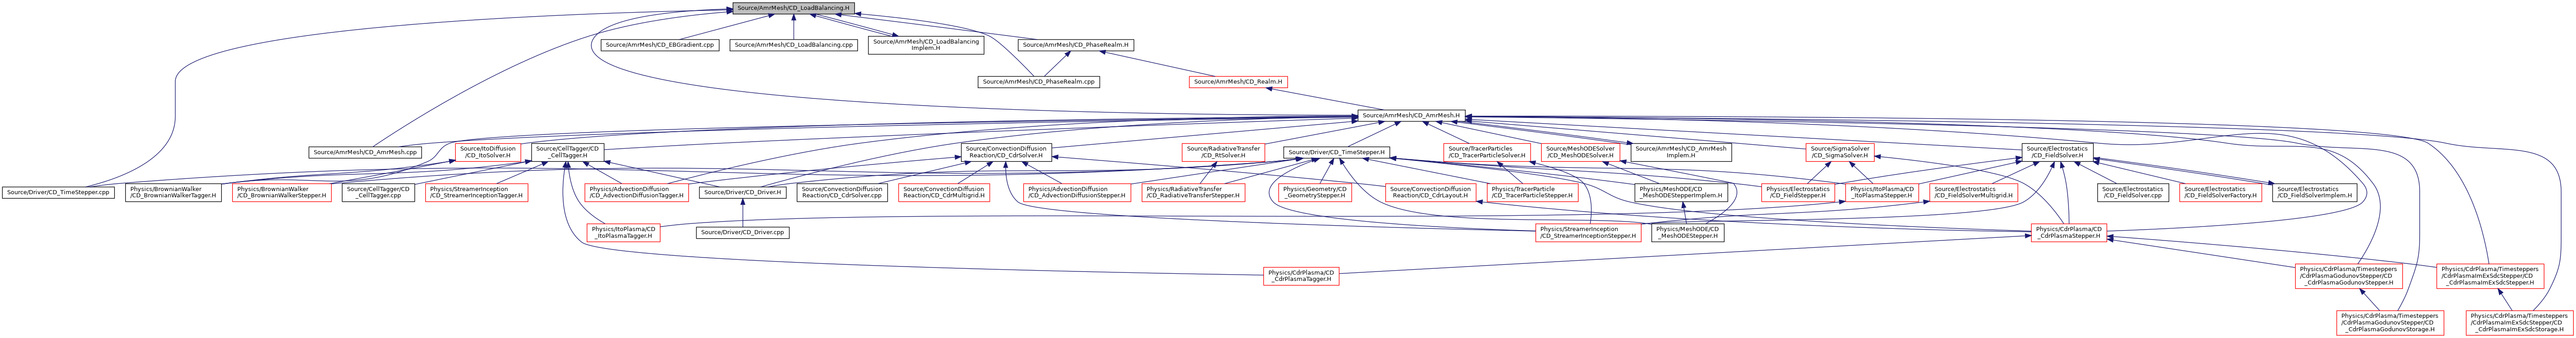 Source/AmrMesh/CD_LoadBalancing.H
Source/AmrMesh/CD_EBGradient.cpp
Source/AmrMesh/CD_LoadBalancing.cpp
Source/AmrMesh/CD_LoadBalancing
Implem.H
Source/AmrMesh/CD_PhaseRealm.H
Source/AmrMesh/CD_PhaseRealm.cpp
Source/AmrMesh/CD_Realm.H
Source/AmrMesh/CD_AmrMesh.H
Source/AmrMesh/CD_AmrMesh.cpp
Source/ItoDiffusion
/CD_ItoSolver.H
Source/CellTagger/CD
_CellTagger.H
Source/ConvectionDiffusion
Reaction/CD_CdrSolver.H
Source/RadiativeTransfer
/CD_RtSolver.H
Source/Driver/CD_TimeStepper.H
Source/TracerParticles
/CD_TracerParticleSolver.H
Source/MeshODESolver
/CD_MeshODESolver.H
Source/AmrMesh/CD_AmrMesh
Implem.H
Source/SigmaSolver
/CD_SigmaSolver.H
Source/Electrostatics
/CD_FieldSolver.H
Source/Driver/CD_TimeStepper.cpp
Physics/BrownianWalker
/CD_BrownianWalkerTagger.H
Physics/BrownianWalker
/CD_BrownianWalkerStepper.H
Source/CellTagger/CD
_CellTagger.cpp
Physics/StreamerInception
/CD_StreamerInceptionTagger.H
Physics/AdvectionDiffusion
/CD_AdvectionDiffusionTagger.H
Source/Driver/CD_Driver.H
Source/ConvectionDiffusion
Reaction/CD_CdrSolver.cpp
Source/ConvectionDiffusion
Reaction/CD_CdrMultigrid.H
Physics/AdvectionDiffusion
/CD_AdvectionDiffusionStepper.H
Physics/RadiativeTransfer
/CD_RadiativeTransferStepper.H
Physics/Geometry/CD
_GeometryStepper.H
Source/ConvectionDiffusion
Reaction/CD_CdrLayout.H
Physics/TracerParticle
/CD_TracerParticleStepper.H
Physics/MeshODE/CD
_MeshODEStepperImplem.H
Physics/Electrostatics
/CD_FieldStepper.H
Physics/ItoPlasma/CD
_ItoPlasmaStepper.H
Source/Electrostatics
/CD_FieldSolverMultigrid.H
Source/Electrostatics
/CD_FieldSolver.cpp
Source/Electrostatics
/CD_FieldSolverFactory.H
Source/Electrostatics
/CD_FieldSolverImplem.H
Physics/ItoPlasma/CD
_ItoPlasmaTagger.H
Source/Driver/CD_Driver.cpp
Physics/StreamerInception
/CD_StreamerInceptionStepper.H
Physics/MeshODE/CD
_MeshODEStepper.H
Physics/CdrPlasma/CD
_CdrPlasmaStepper.H
Physics/CdrPlasma/CD
_CdrPlasmaTagger.H
Physics/CdrPlasma/Timesteppers
/CdrPlasmaGodunovStepper/CD
_CdrPlasmaGodunovStepper.H
Physics/CdrPlasma/Timesteppers
/CdrPlasmaImExSdcStepper/CD
_CdrPlasmaImExSdcStepper.H
Physics/CdrPlasma/Timesteppers
/CdrPlasmaGodunovStepper/CD
_CdrPlasmaGodunovStorage.H
Physics/CdrPlasma/Timesteppers
/CdrPlasmaImExSdcStepper/CD
_CdrPlasmaImExSdcStorage.H